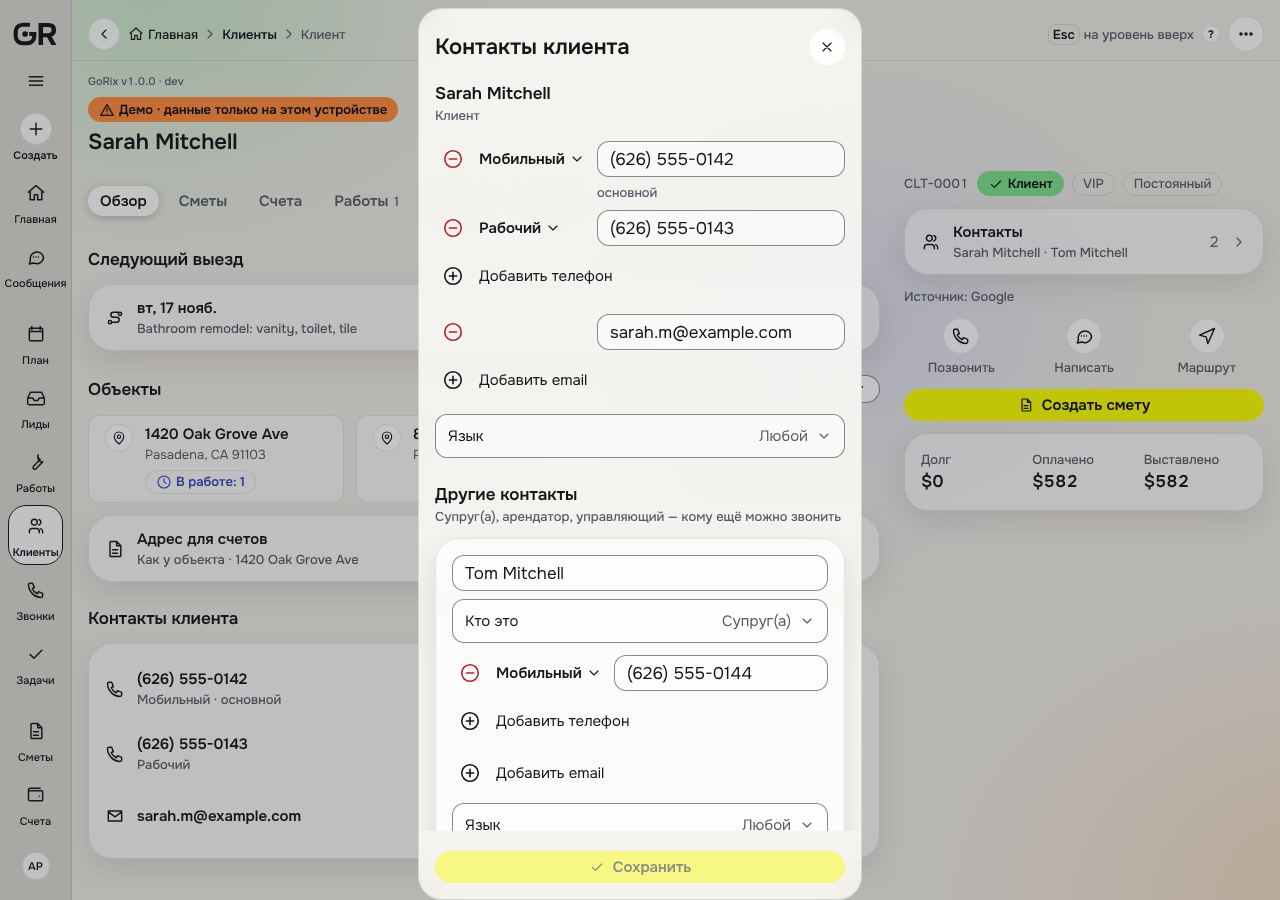 GR
Создать
Главная
Сообщения
План
Лиды
Работы
Клиенты
Звонки
Задачи
Сметы
Счета
AP
Главная
Клиенты
Клиент
Esc на уровень вверх ?
GoRix v1.0.0 · dev
Демо · данные только на этом устройстве
Sarah Mitchell
Обзор
Сметы
Счета
Работы 1
Следующий выезд
вт, 17 нояб.
Bathroom remodel: vanity, toilet, tile
Объекты
1420 Oak Grove Ave
Pasadena, CA 91103
В работе: 1
Адрес для счетов
Как у объекта · 1420 Oak Grove Ave
Контакты клиента
(626) 555-0142
Мобильный · основной
(626) 555-0143
Рабочий
sarah.m@example.com
Контакты клиента
Sarah Mitchell
Клиент
Мобильный
(626) 555-0142
основной
Рабочий
(626) 555-0143
Добавить телефон
sarah.m@example.com
Добавить email
Язык
Любой
Другие контакты
Супруг(а), арендатор, управляющий — кому ещё можно звонить
Tom Mitchell
Кто это
Супруг(а)
Мобильный
(626) 555-0144
Добавить телефон
Добавить email
Язык
Любой
Сохранить
CLT-0001
Клиент
VIP
Постоянный
Контакты
Sarah Mitchell · Tom Mitchell
2
Источник: Google
Позвонить
Написать
Маршрут
Создать смету
Долг
$0
Оплачено
$582
Выставлено
$582